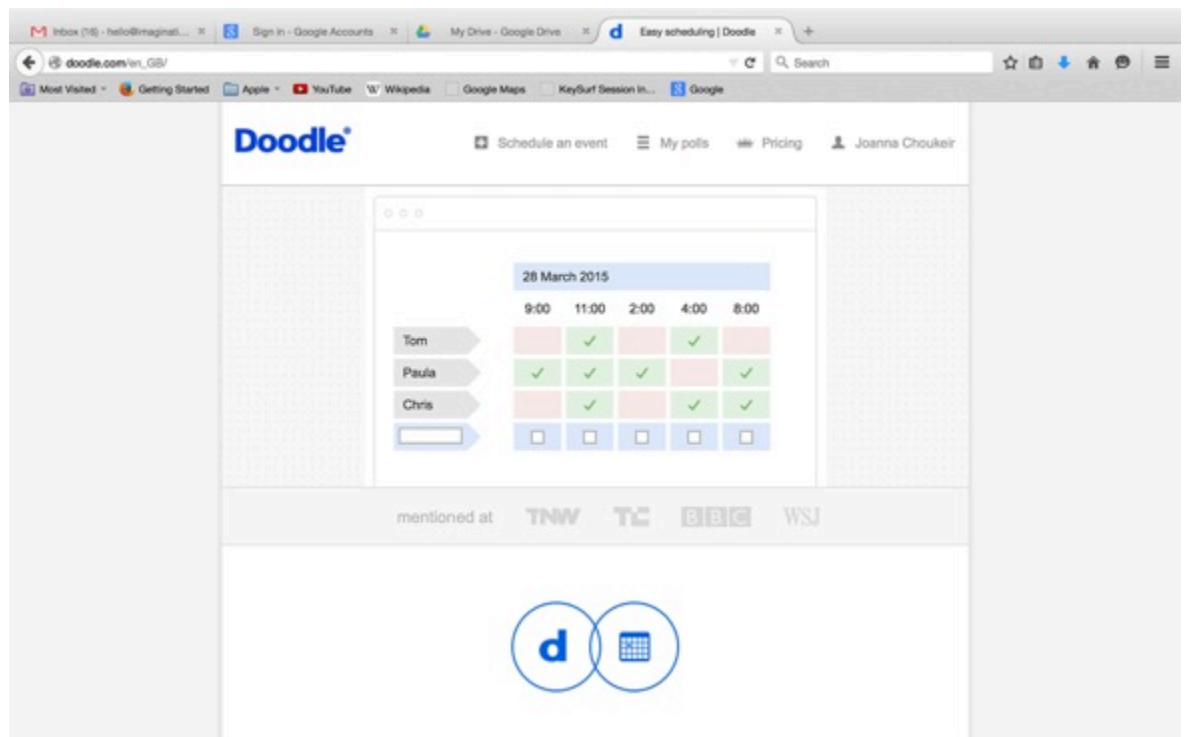 Inbox (16) - hello@imaginati... Sign in - Google Accounts My Drive - Google Drive Easy scheduling | Doodle
doodle.com/en_GB/ Search
Most Visited Getting Started Apple YouTube Wikipedia Google Maps KeySurf Session In... Google
Doodle® Schedule an event My polls Pricing Joanna Choukeir
28 March 2015
9:00 11:00 2:00 4:00 8:00
Tom
Paula
Chris
mentioned at TNW TC BBC WSJ
d